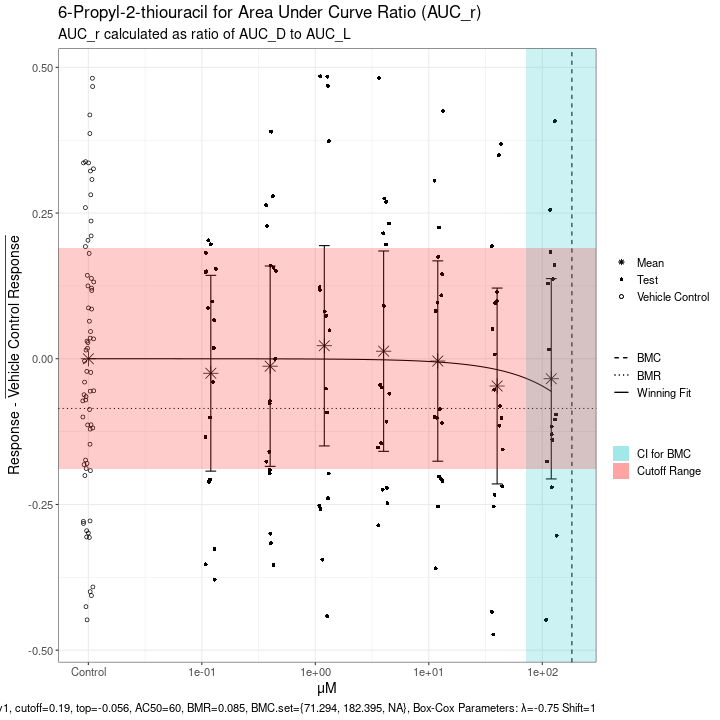 6-Propyl-2-thiouracil for Area Under Curve Ratio (AUC_r)
AUC_r calculated as ratio of AUC_D to AUC_L
Response - Vehicle Control Response
0.50
0.25
0.00
-0.25
-0.50
Control
1e-01
1e+00
1e+01
1e+02
μM
Mean
Test
Vehicle Control
BMC
BMR
Winning Fit
CI for BMC
Cutoff Range
1, cutoff=0.19, top=-0.056, AC50=60, BMR=0.085, BMC.set={71.294, 182.395, NA}, Box-Cox Parameters: λ=-0.75 Shift=1